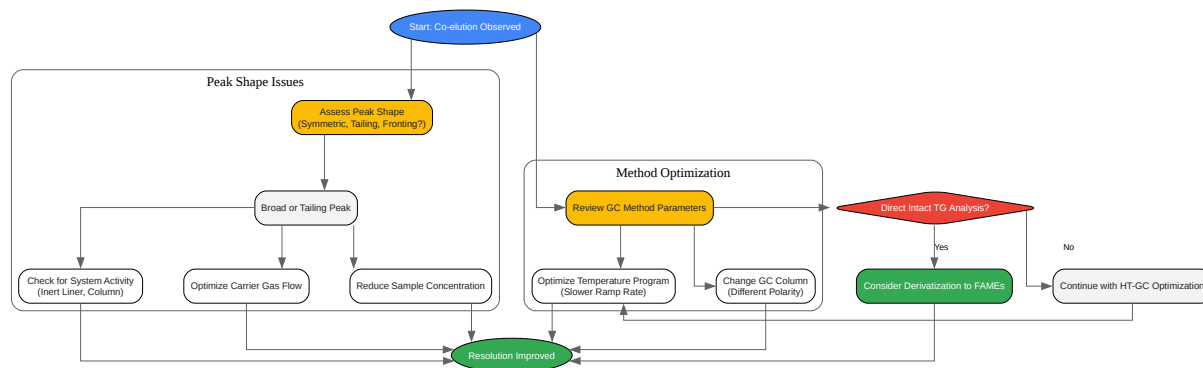 Start: Co-elution Observed
Peak Shape Issues
Assess Peak Shape
(Symmetric, Tailing, Fronting?)
Method Optimization
Broad or Tailing Peak
Review GC Method Parameters
Direct Intact TG Analysis?
Yes
No
Check for System Activity
(Inert Liner, Column)
Optimize Carrier Gas Flow
Reduce Sample Concentration
Optimize Temperature Program
(Slower Ramp Rate)
Change GC Column
(Different Polarity)
Consider Derivatization to FAMEs
Continue with HT-GC Optimization
Resolution Improved